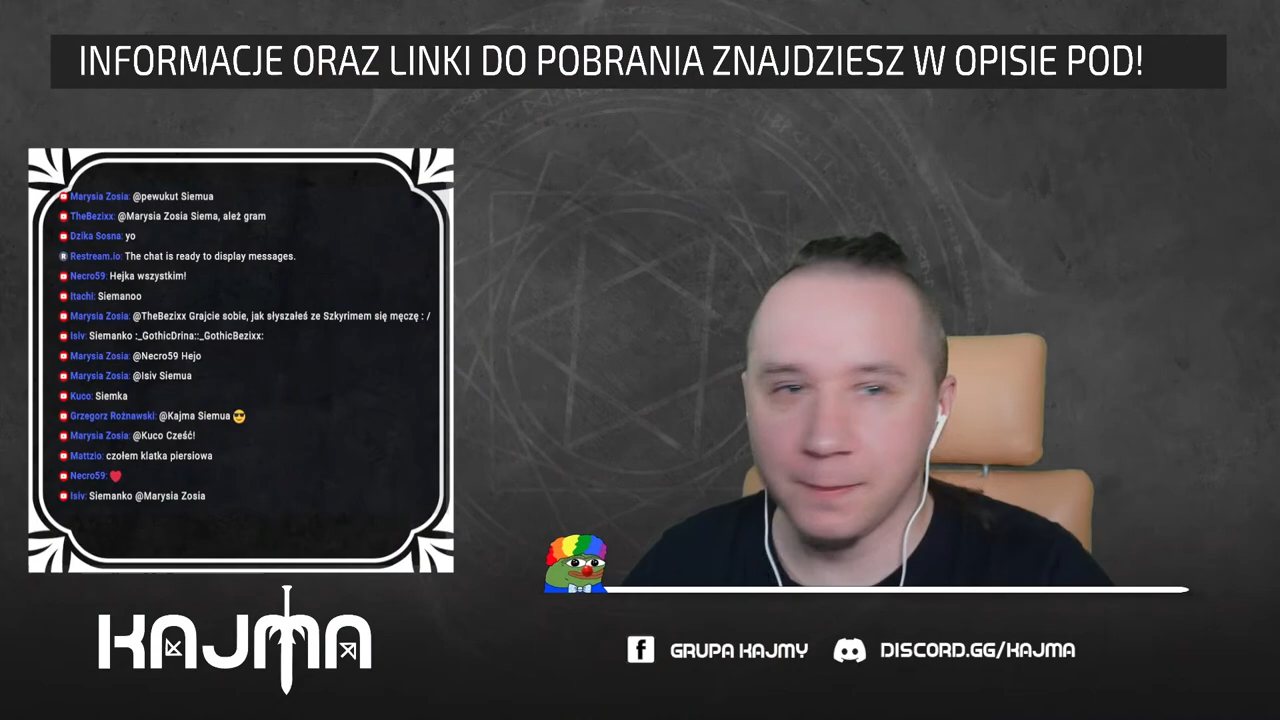 INFORMACJE ORAZ LINKI DO POBRANIA ZNAJDZIESZ W OPISIE POD!
Marysia Zosia: @pewukut Siemua
TheBezixx: @Marysia Zosia Siema, ależ gram
Dzika Sosna: yo
Restream.io: The chat is ready to display messages.
Necro59: Hejka wszystkim!
Itachi: Siemanoo
Marysia Zosia: @TheBezixx Grajcie sobie, jak słyszałeś ze Szkyrimem się męczę : /
Isiv: Siemanko :_GothicDrina::_GothicBezixx:
Marysia Zosia: @Necro59 Hejo
Marysia Zosia: @Isiv Siemua
Kuco: Siemka
Grzegorz Rożnawski: @Kajma Siemua 😎
Marysia Zosia: @Kuco Cześć!
Mattzio: czołem klatka piersiowa
Necro59: ❤️
Isiv: Siemanko @Marysia Zosia
KAJMA
GRUPA KAJMY
DISCORD.GG/KAJMA